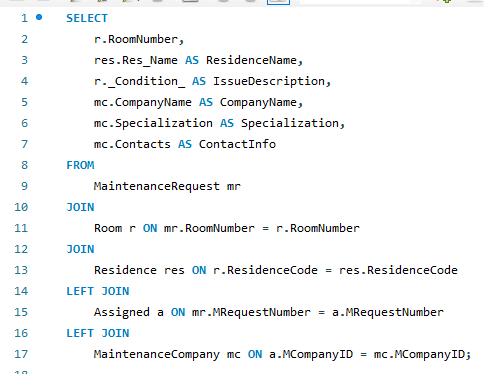 1 SELECT
2 r.RoomNumber,
3 res.Res_Name AS ResidenceName,
4 r._Condition_ AS IssueDescription,
5 mc.CompanyName AS CompanyName,
6 mc.Specialization AS Specialization,
7 mc.Contacts AS ContactInfo
8 FROM
9 MaintenanceRequest mr
10 JOIN
11 Room r ON mr.RoomNumber = r.RoomNumber
12 JOIN
13 Residence res ON r.ResidenceCode = res.ResidenceCode
14 LEFT JOIN
15 Assigned a ON mr.MRequestNumber = a.MRequestNumber
16 LEFT JOIN
17 MaintenanceCompany mc ON a.MCompanyID = mc.MCompanyID;